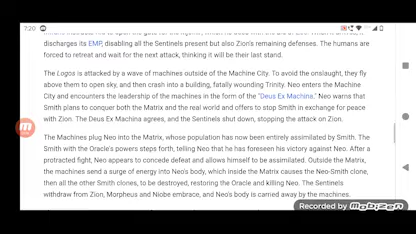 7:20
discharges its EMP, disabling all the Sentinels present but also Zion's remaining defenses. The humans are
forced to retreat and wait for the next attack, thinking it will be their last stand.
The Logos is attacked by a wave of machines outside of the Machine City. To avoid the onslaught, they fly
above them to open sky; and then crash into a building, fatally wounding Trinity. Neo enters the Machine
City and encounters the leadership of the machines in the form of the "Deus Ex Machina." Neo warns that
Smith plans to conquer both the Matrix and the real world and offers to stop Smith in exchange for peace
with Zion. The Deus Ex Machina agrees, and the Sentinels shut down, stopping the attack on Zion.
The Machines plug Neo into the Matrix, whose population has now been entirely assimilated by Smith. The
Smith with the Oracle's powers steps forth, telling Neo that he has foreseen his victory against Neo. After a
protracted fight, Neo appears to concede defeat and allows himself to be assimilated. Outside the Matrix,
the machines send a surge of energy into Neo's body, which inside the Matrix causes the Neo-Smith clone,
then all the other Smith clones, to be destroyed, restoring the Oracle and killing Neo. The Sentinels
withdraw from Zion, Morpheus and Niobe embrace, and Neo's body is carried away by the machines.
Recorded by Mobizen